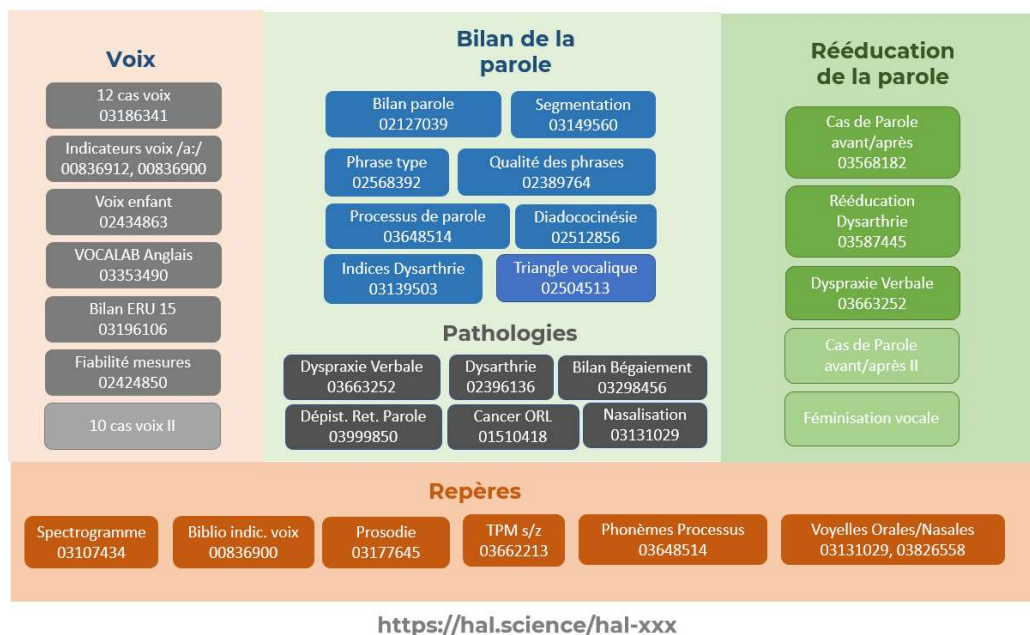 Voix
12 cas voix
03186341
Indicateurs voix /a:/
00836912, 00836900
Voix enfant
02434863
VOCALAB Anglais
03353490
Bilan ERU 15
03196106
Fiabilité mesures
02424850
10 cas voix II
Bilan de la
parole
Bilan parole
02127039
Segmentation
03149560
Phrase type
02568392
Qualité des phrases
02389764
Processus de parole
03648514
Diadococinésie
02512856
Indices Dysarthrie
03139503
Triangle vocalique
02504513
Pathologies
Dyspraxie Verbale
03663252
Dysarthrie
02396136
Bilan Bégaiement
03298456
Dépist. Ret. Parole
03999850
Cancer ORL
01510418
Nasalisation
03131029
Rééducation
de la parole
Cas de Parole
avant/après
03568182
Rééducation
Dysarthrie
03587445
Dyspraxie Verbale
03663252
Cas de Parole
avant/après II
Féminisation vocale
Repères
Spectrogramme
03107434
Biblio indic. voix
00836900
Prosodie
03177645
TPM s/z
03662213
Phonèmes Processus
03648514
Voyelles Orales/Nasales
03131029, 03826558
https://hal.science/hal-xxx